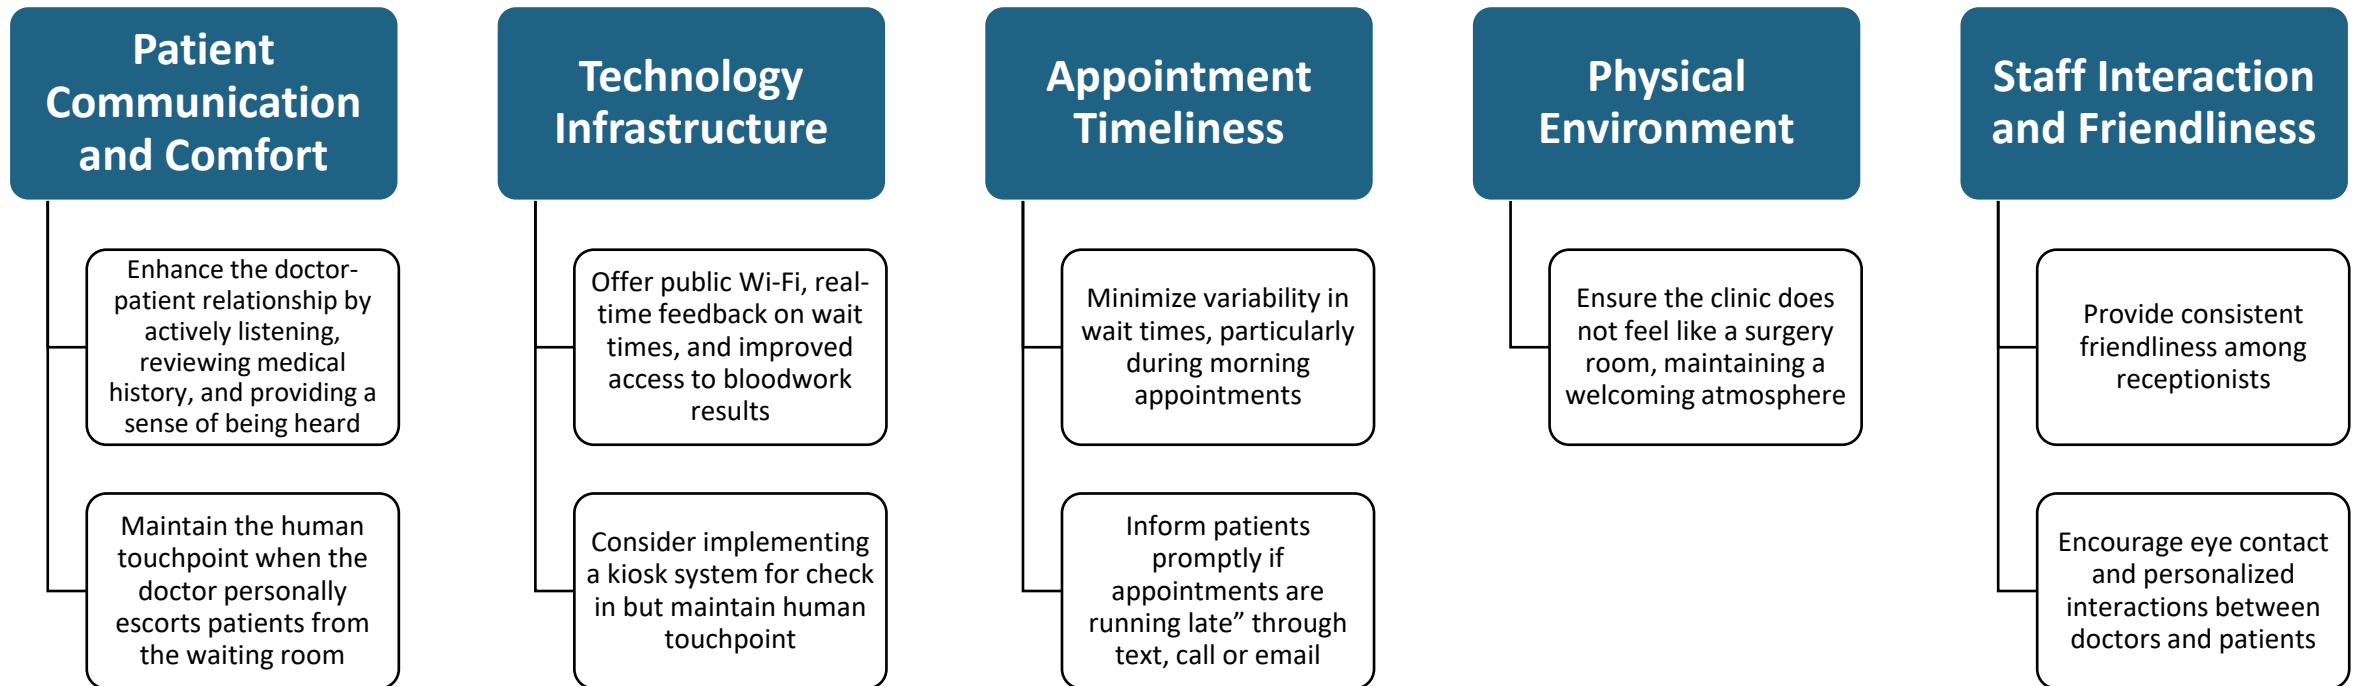 Patient
Communication
and Comfort
Enhance the doctor-
patient relationship by
actively listening,
reviewing medical
history, and providing a
sense of being heard
Maintain the human
touchpoint when the
doctor personally
escorts patients from
the waiting room
Technology
Infrastructure
Offer public Wi-Fi, real-
time feedback on wait
times, and improved
access to bloodwork
results
Consider implementing
a kiosk system for check
in but maintain human
touchpoint
Appointment
Timeliness
Minimize variability in
wait times, particularly
during morning
appointments
Inform patients
promptly if
appointments are
running late” through
text, call or email
Physical
Environment
Ensure the clinic does
not feel like a surgery
room, maintaining a
welcoming atmosphere
Staff Interaction
and Friendliness
Provide consistent
friendliness among
receptionists
Encourage eye contact
and personalized
interactions between
doctors and patients